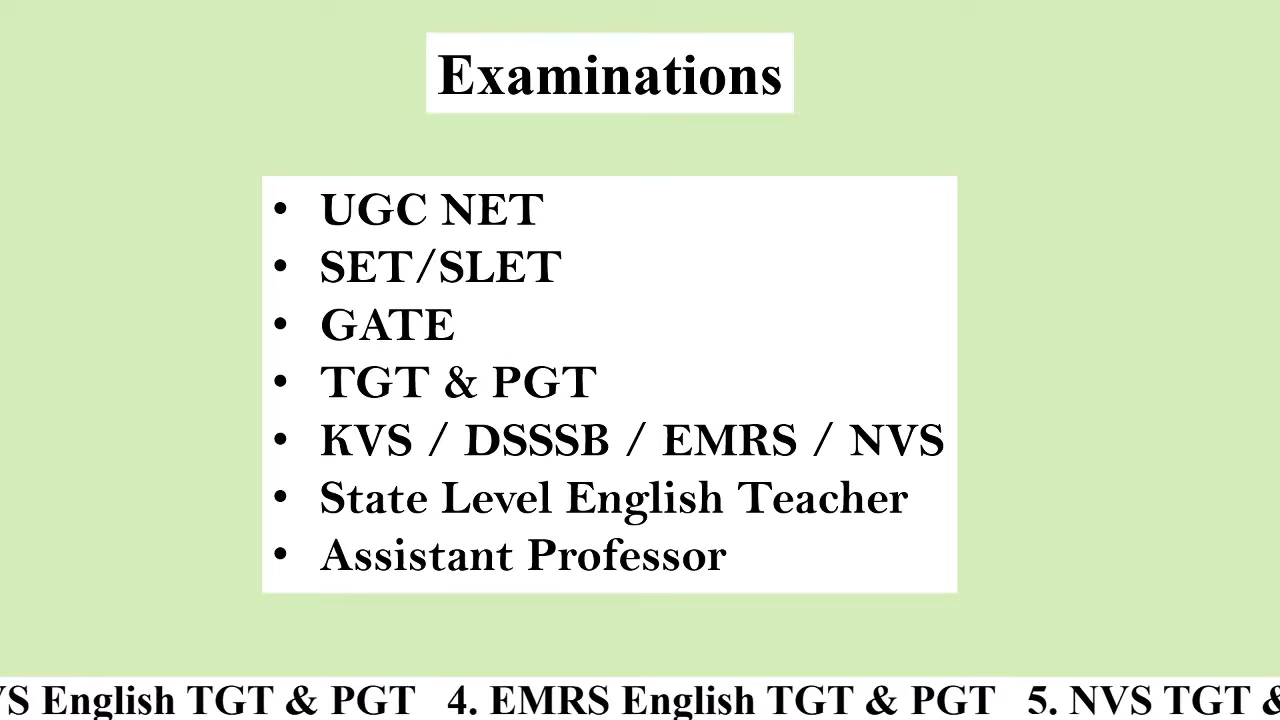 Examinations
• UGC NET
• SET/SLET
• GATE
• TGT & PGT
• KVS / DSSSB / EMRS / NVS
• State Level English Teacher
• Assistant Professor
VS English TGT & PGT 4. EMRS English TGT & PGT 5. NVS TGT &